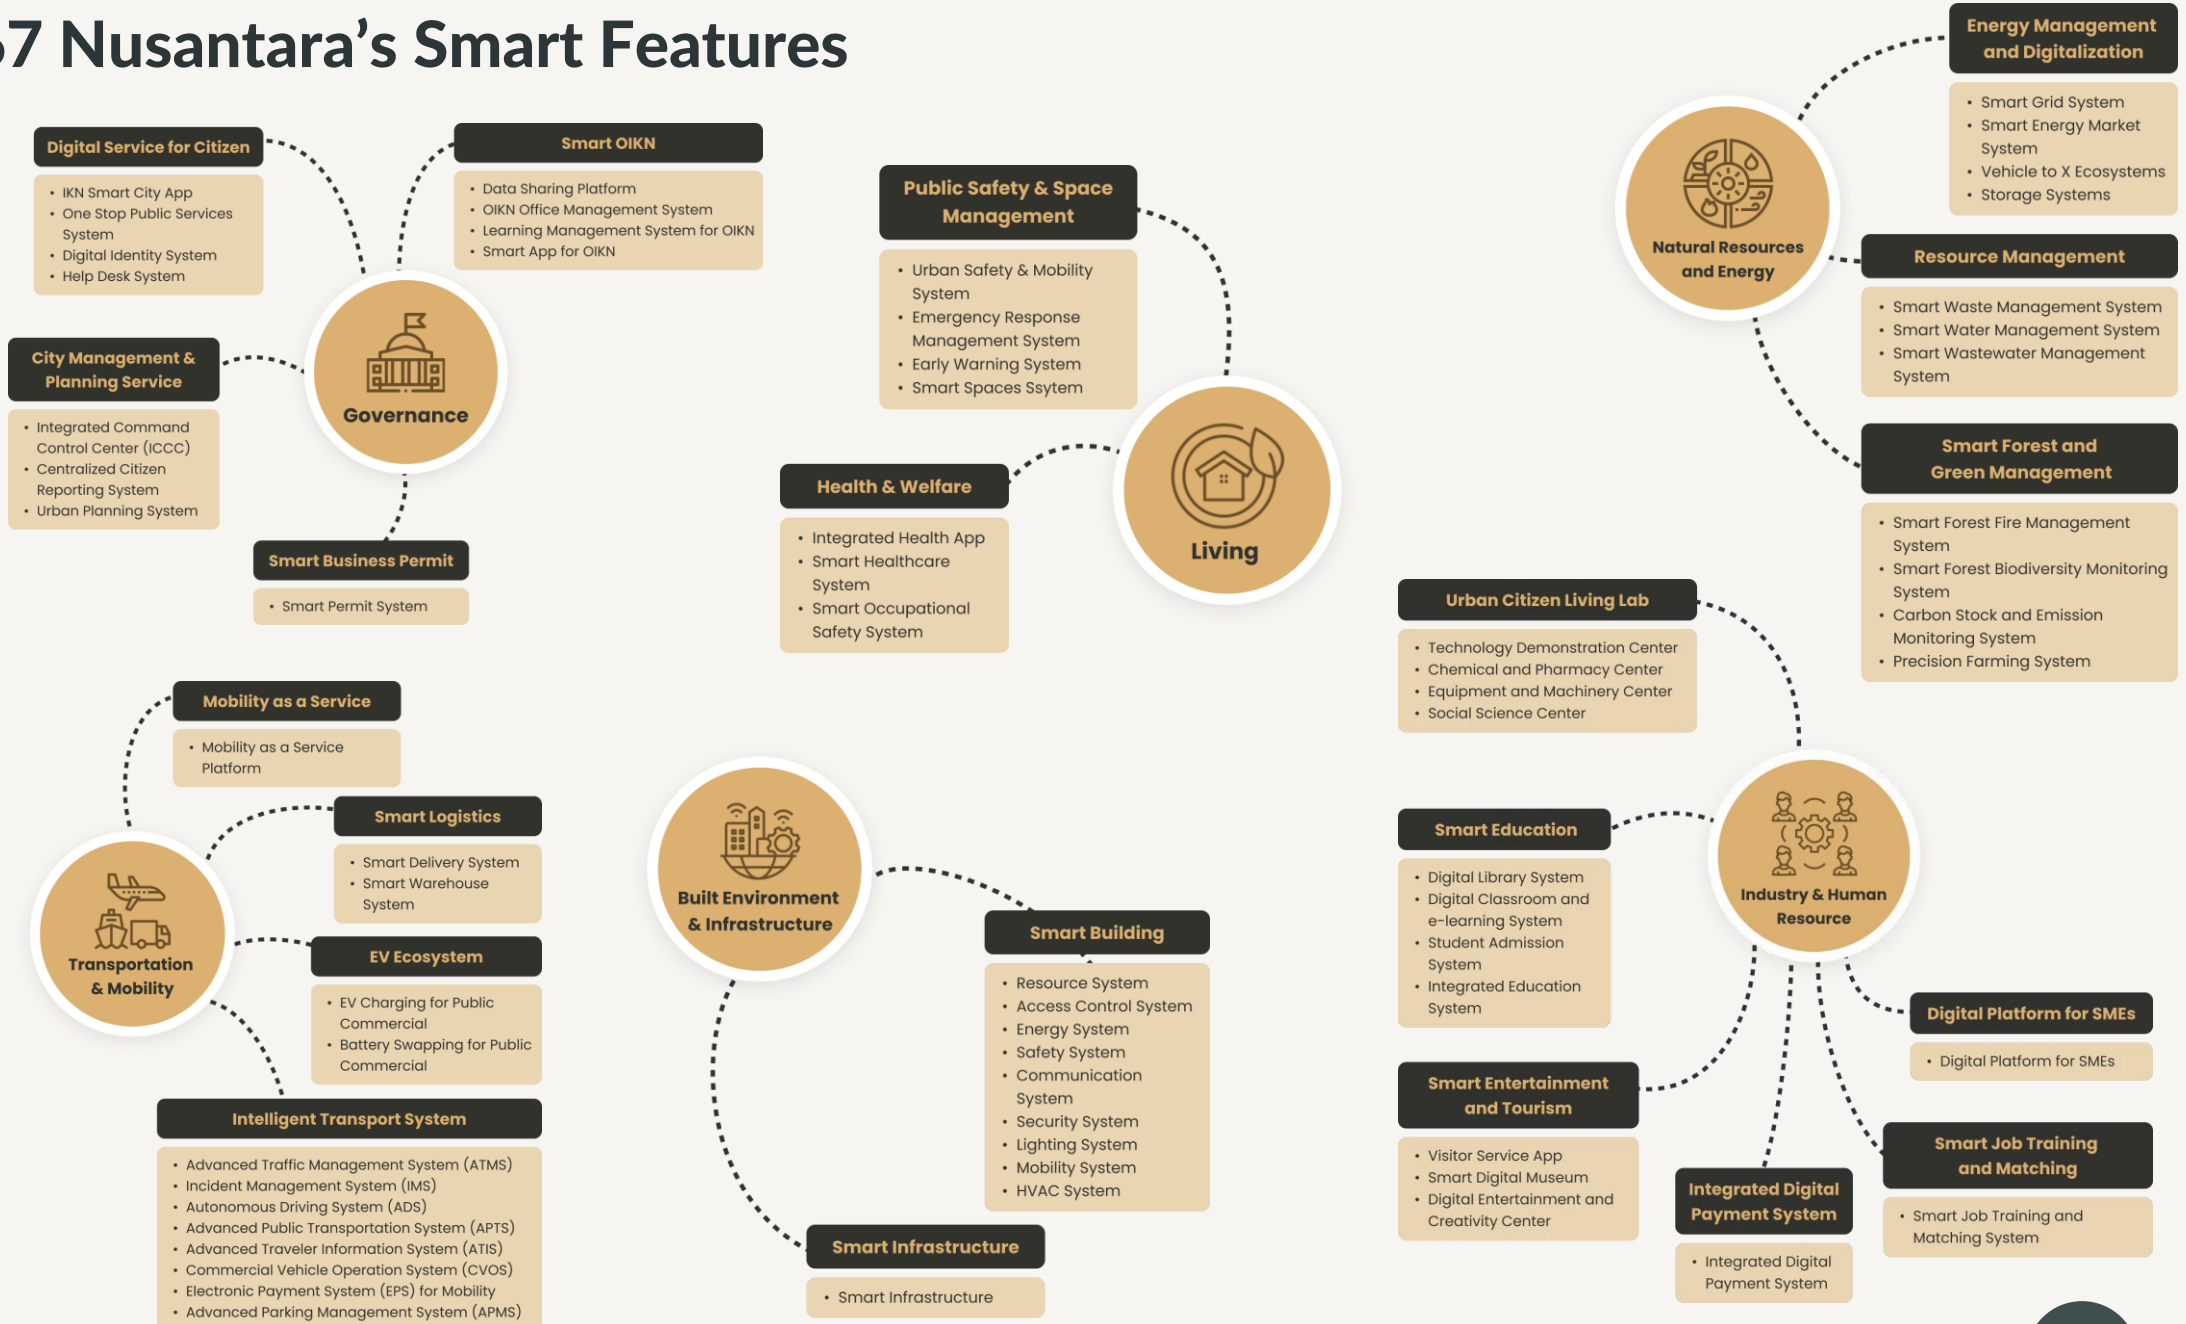 67 Nusantara's Smart Features
Digital Service for Citizen
• IKN Smart City App
• One Stop Public Services
System
• Digital Identity System
• Help Desk System
Smart OIKN
• Data Sharing Platform
• OIKN Office Management System
• Learning Management System for OIKN
• Smart App for OIKN
City Management &
Planning Service
• Integrated Command
Control Center (ICCC)
• Centralized Citizen
Reporting System
• Urban Planning System
Governance
Smart Business Permit
• Smart Permit System
Public Safety & Space
Management
• Urban Safety & Mobility
System
• Emergency Response
Management System
• Early Warning System
• Smart Spaces Ssytem
Health & Welfare
• Integrated Health App
• Smart Healthcare
System
• Smart Occupational
Safety System
Living
Natural Resources
and Energy
Energy Management
and Digitalization
• Smart Grid System
• Smart Energy Market
System
• Vehicle to X Ecosystems
• Storage Systems
Resource Management
• Smart Waste Management System
• Smart Water Management System
• Smart Wastewater Management
System
Smart Forest and
Green Management
• Smart Forest Fire Management
System
• Smart Forest Biodiversity Monitoring
System
• Carbon Stock and Emission
Monitoring System
• Precision Farming System
Mobility as a Service
• Mobility as a Service
Platform
Smart Logistics
• Smart Delivery System
• Smart Warehouse
System
Transportation
& Mobility
EV Ecosystem
• EV Charging for Public
Commercial
• Battery Swapping for Public
Commercial
Intelligent Transport System
• Advanced Traffic Management System (ATMS)
• Incident Management System (IMS)
• Autonomous Driving System (ADS)
• Advanced Public Transportation System (APTS)
• Advanced Traveler Information System (ATIS)
• Commercial Vehicle Operation System (CVOS)
• Electronic Payment System (EPS) for Mobility
• Advanced Parking Management System (APMS)
Built Environment
& Infrastructure
Smart Building
• Resource System
• Access Control System
• Energy System
• Safety System
• Communication
System
• Security System
• Lighting System
• Mobility System
• HVAC System
Smart Infrastructure
• Smart Infrastructure
Urban Citizen Living Lab
• Technology Demonstration Center
• Chemical and Pharmacy Center
• Equipment and Machinery Center
• Social Science Center
Smart Education
• Digital Library System
• Digital Classroom and
e-learning System
• Student Admission
System
• Integrated Education
System
Industry & Human
Resource
Smart Entertainment
and Tourism
• Visitor Service App
• Smart Digital Museum
• Digital Entertainment and
Creativity Center
Integrated Digital
Payment System
• Integrated Digital
Payment System
Digital Platform for SMEs
• Digital Platform for SMEs
Smart Job Training
and Matching
• Smart Job Training and
Matching System